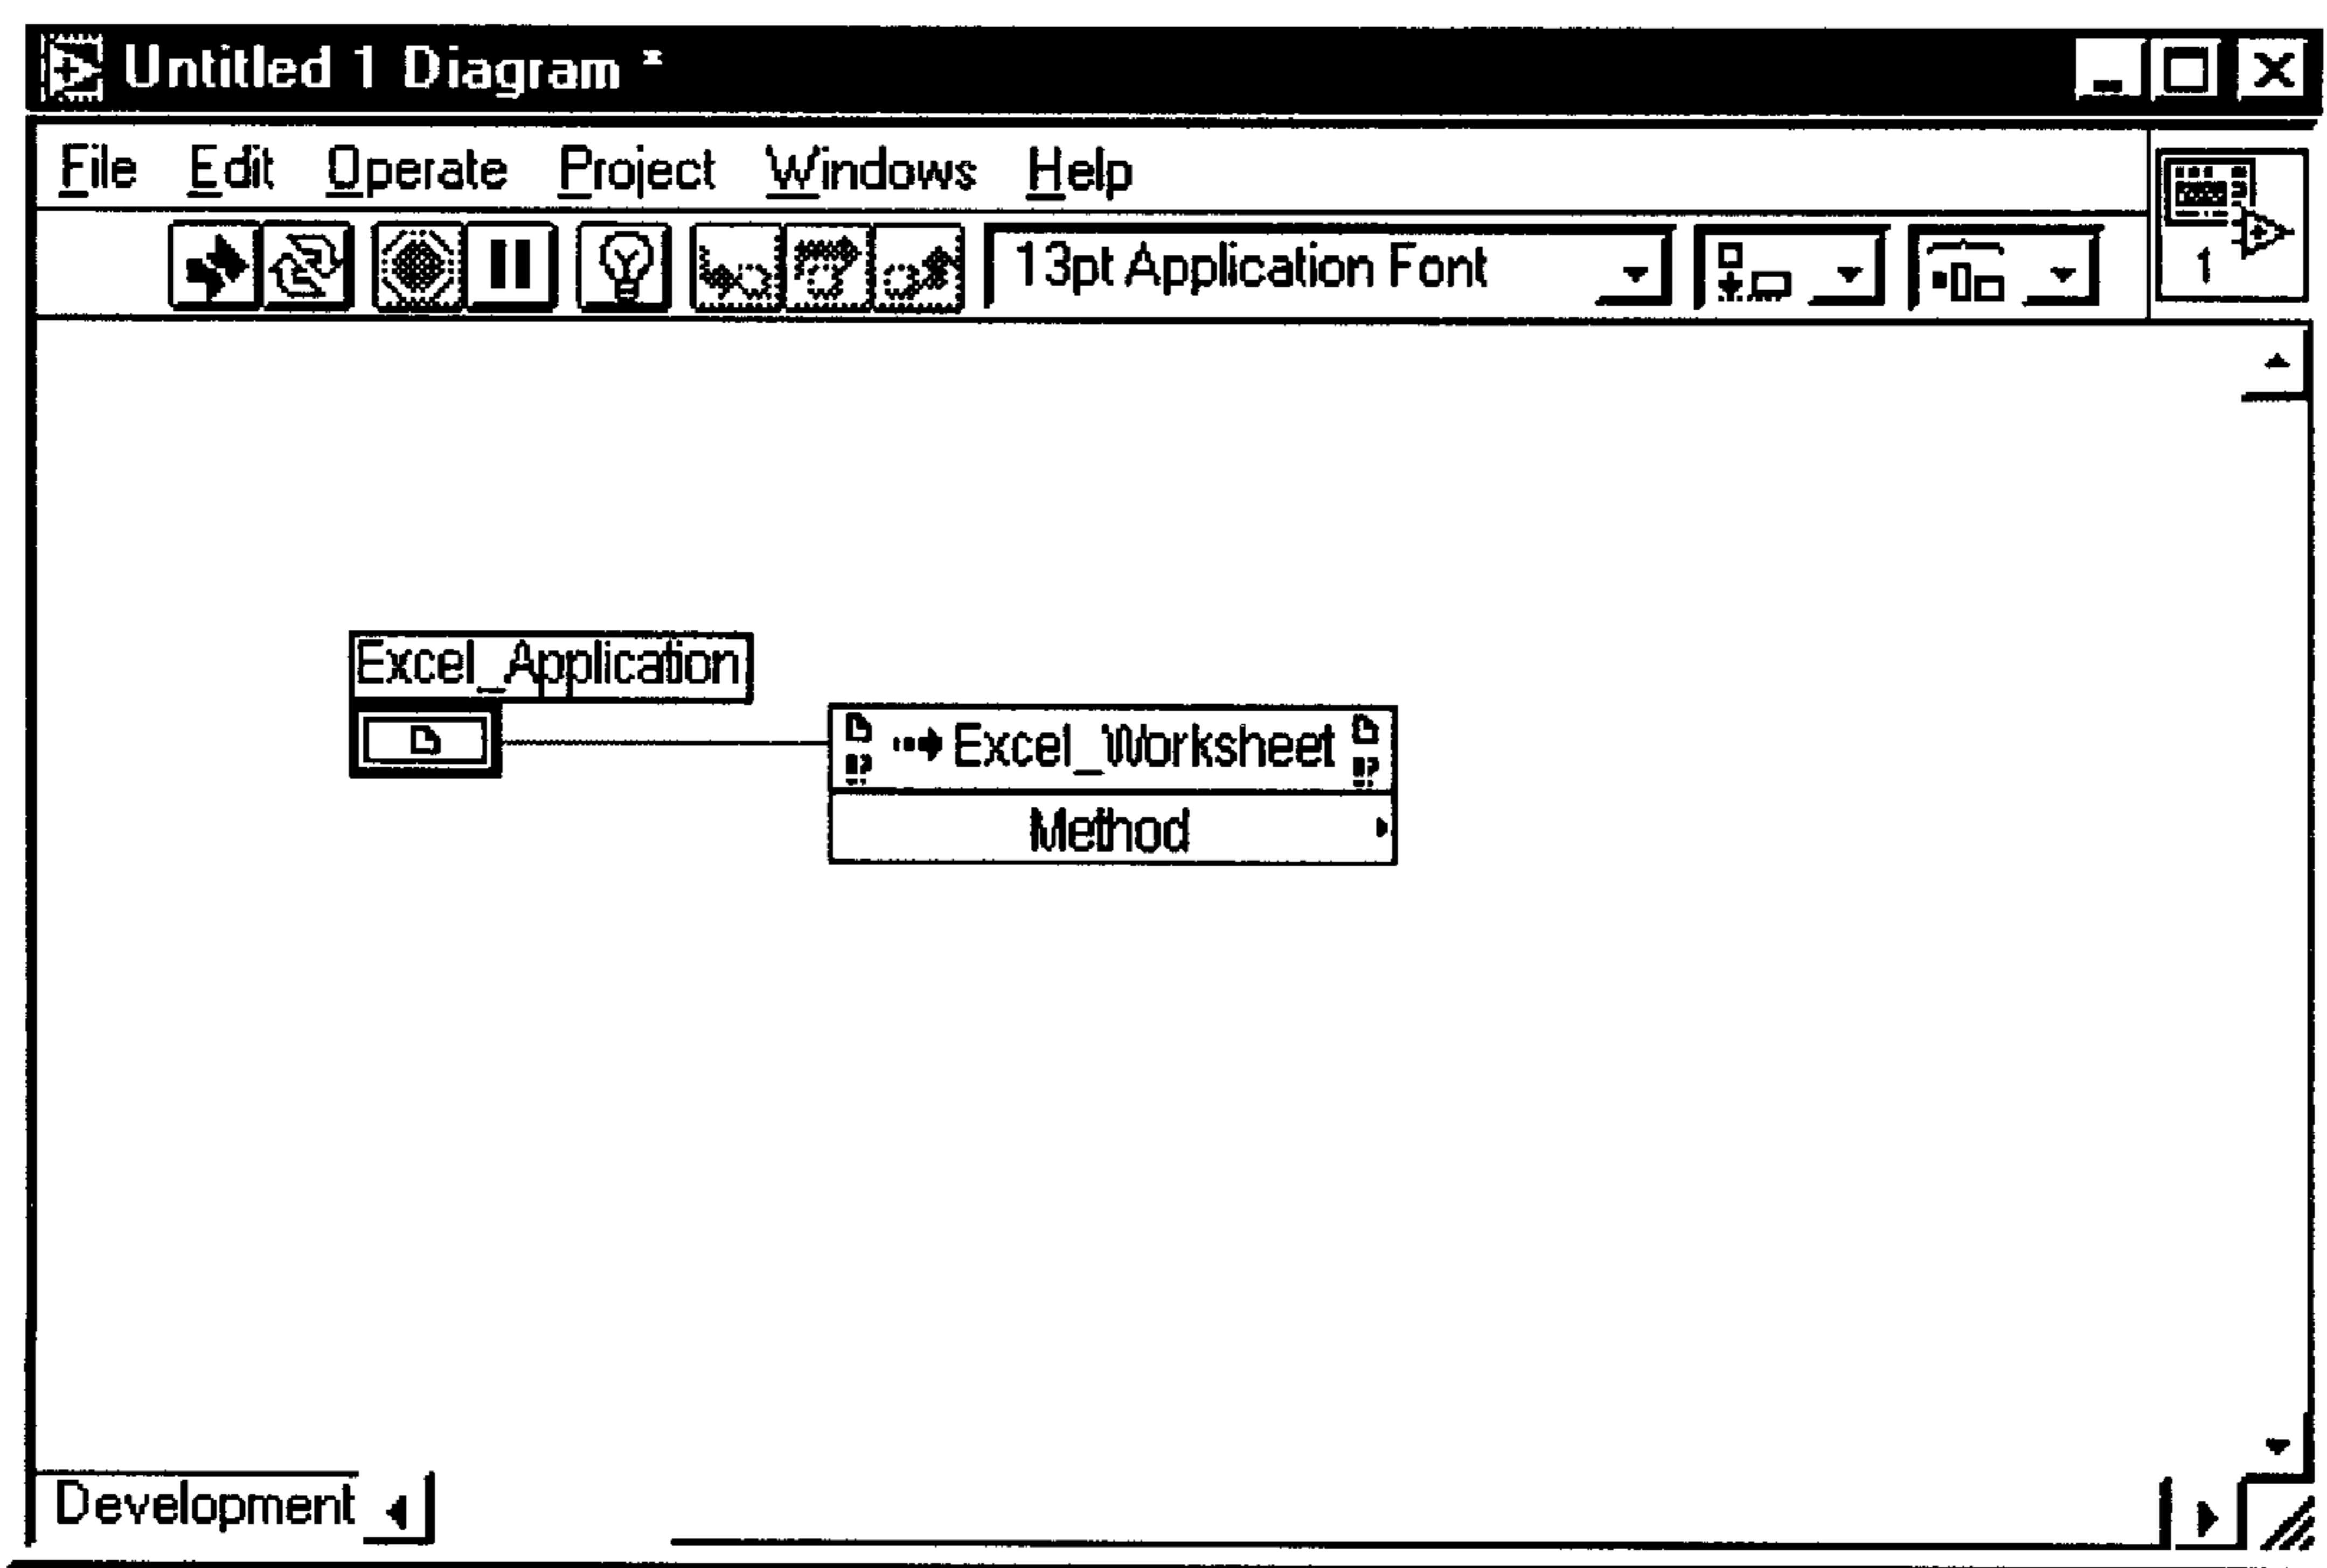 Untitled 1 Diagram *
File Edit Operate Project Windows Help
13pt Application Font
1
Excel_Application
Excel_Worksheet
Method
Development